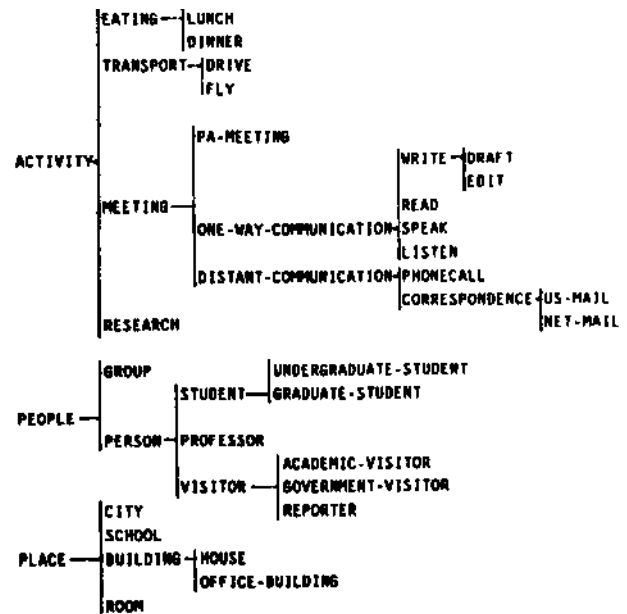 EATING LUNCH
DINNER
TRANSPORT DRIVE
FLY
PA-MEETING
ACTIVITY WRITE DRAFT
EDIT
MEETING READ
ONE-WAY-COMMUNICATION SPEAK
LISTEN
DISTANT-COMMUNICATION PHONECALL
CORRESPONDENCE US-MAIL
RESEARCH NET-MAIL
GROUP UNDERGRADUATE-STUDENT
STUDENT GRADUATE-STUDENT
PEOPLE
PERSON PROFESSOR
ACADEMIC-VISITOR
VISITOR GOVERNMENT-VISITOR
CITY REPORTER
SCHOOL
PLACE BUILDING HOUSE
OFFICE-BUILDING
ROOM